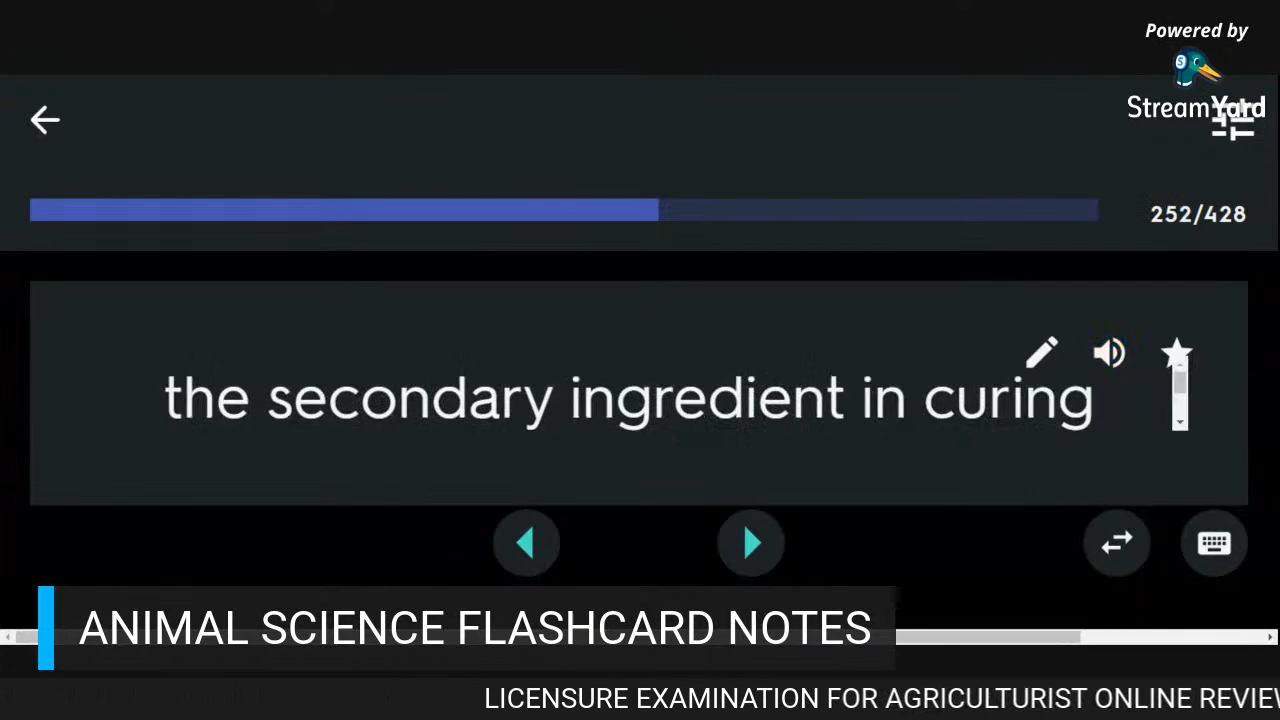 Powered by
StreamYard
252/428
the secondary ingredient in curing
ANIMAL SCIENCE FLASHCARD NOTES
LICENSURE EXAMINATION FOR AGRICULTURIST ONLINE REVIEW